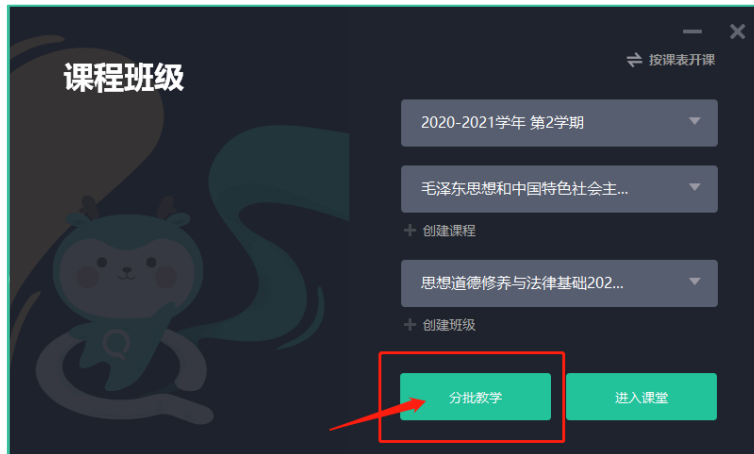 课程班级
按课表开课
2020-2021学年 第2学期
毛泽东思想和中国特色社会主...
创建课程
思想道德修养与法律基础202...
创建班级
Q
分批教学
进入课堂